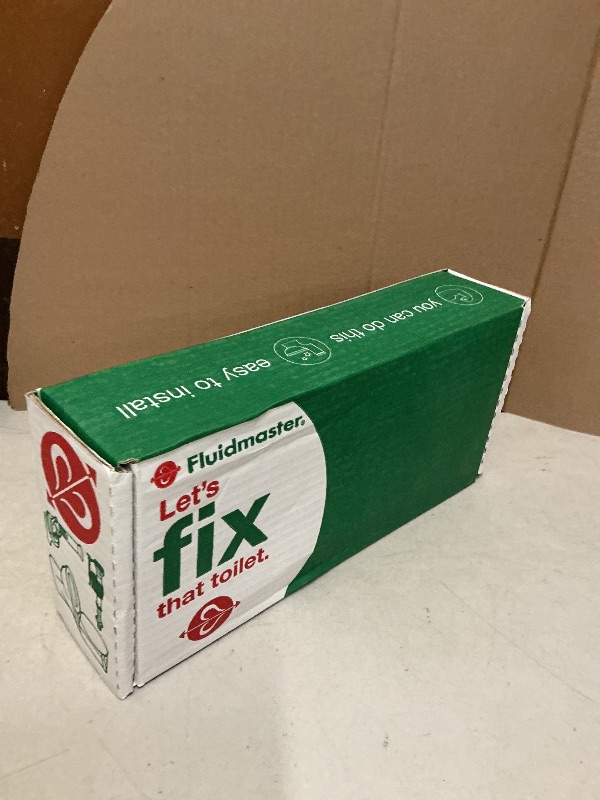 you can do this
easy to install
Fluidmaster®
Let's
fix
that toilet.